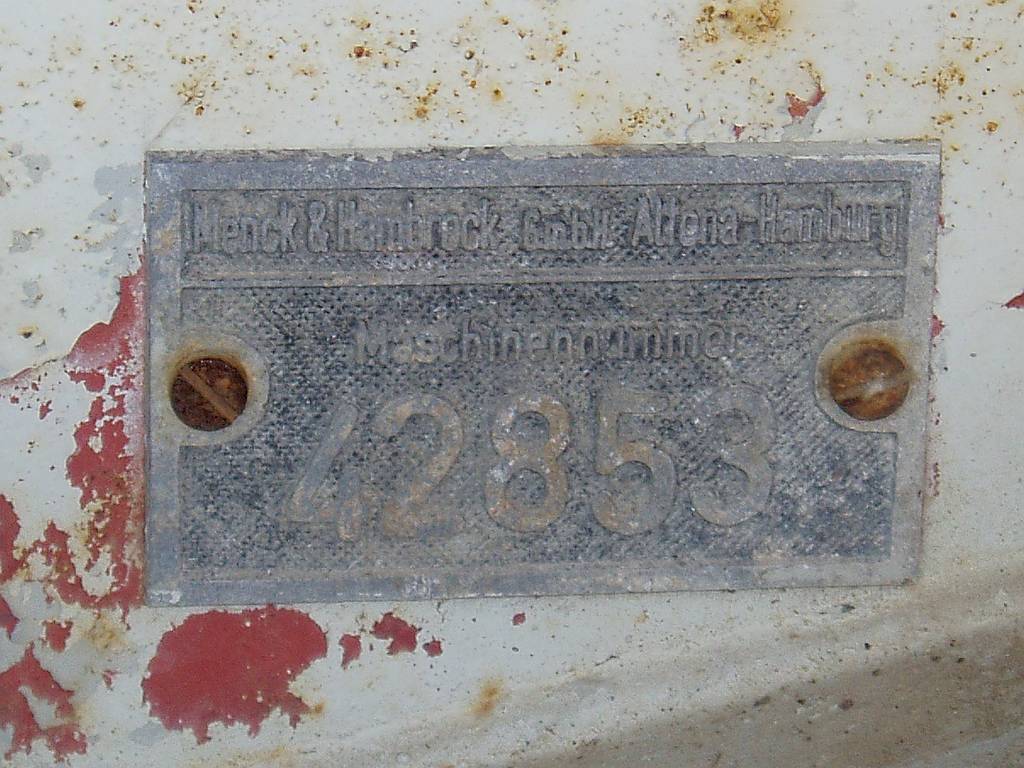 Menck & Hambrock GmbH. Altona-Hamburg
Maschinennummer
42853